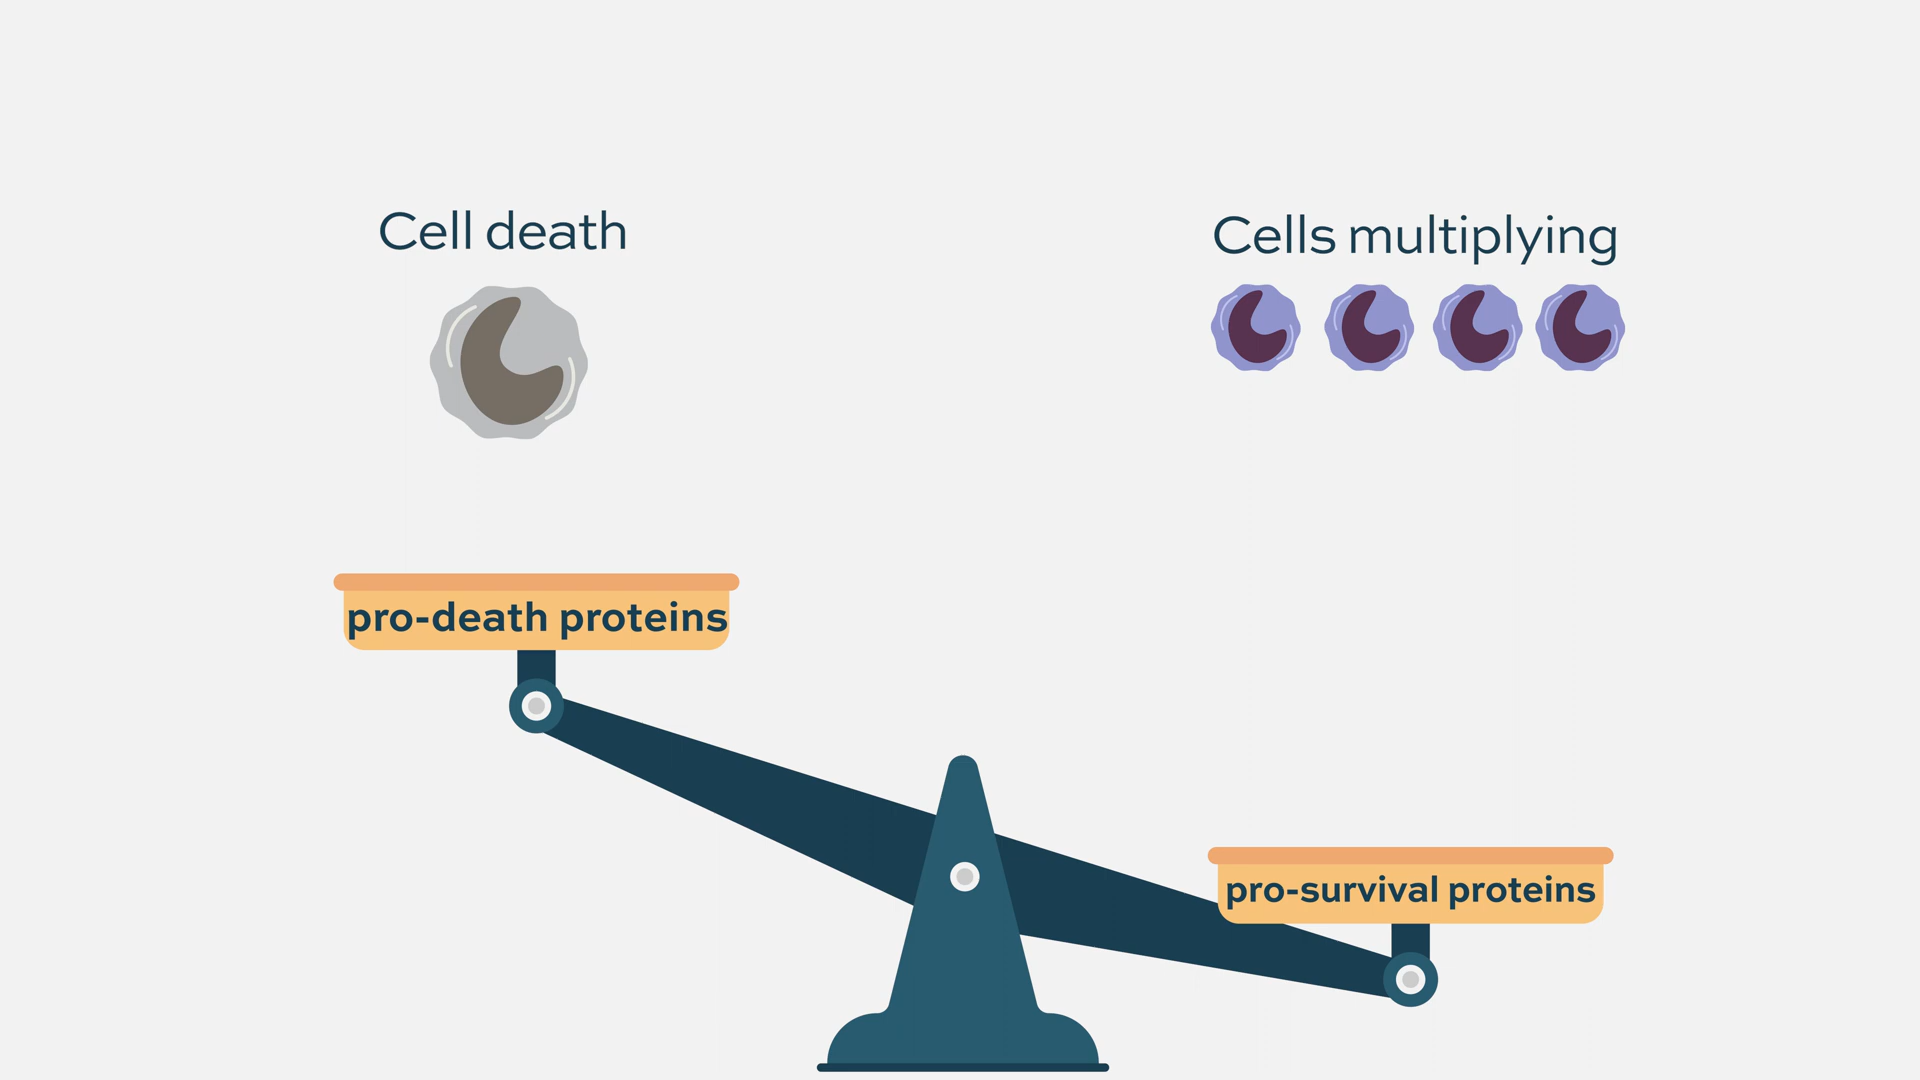 Cell death
Cells multiplying
pro-death proteins
pro-survival proteins